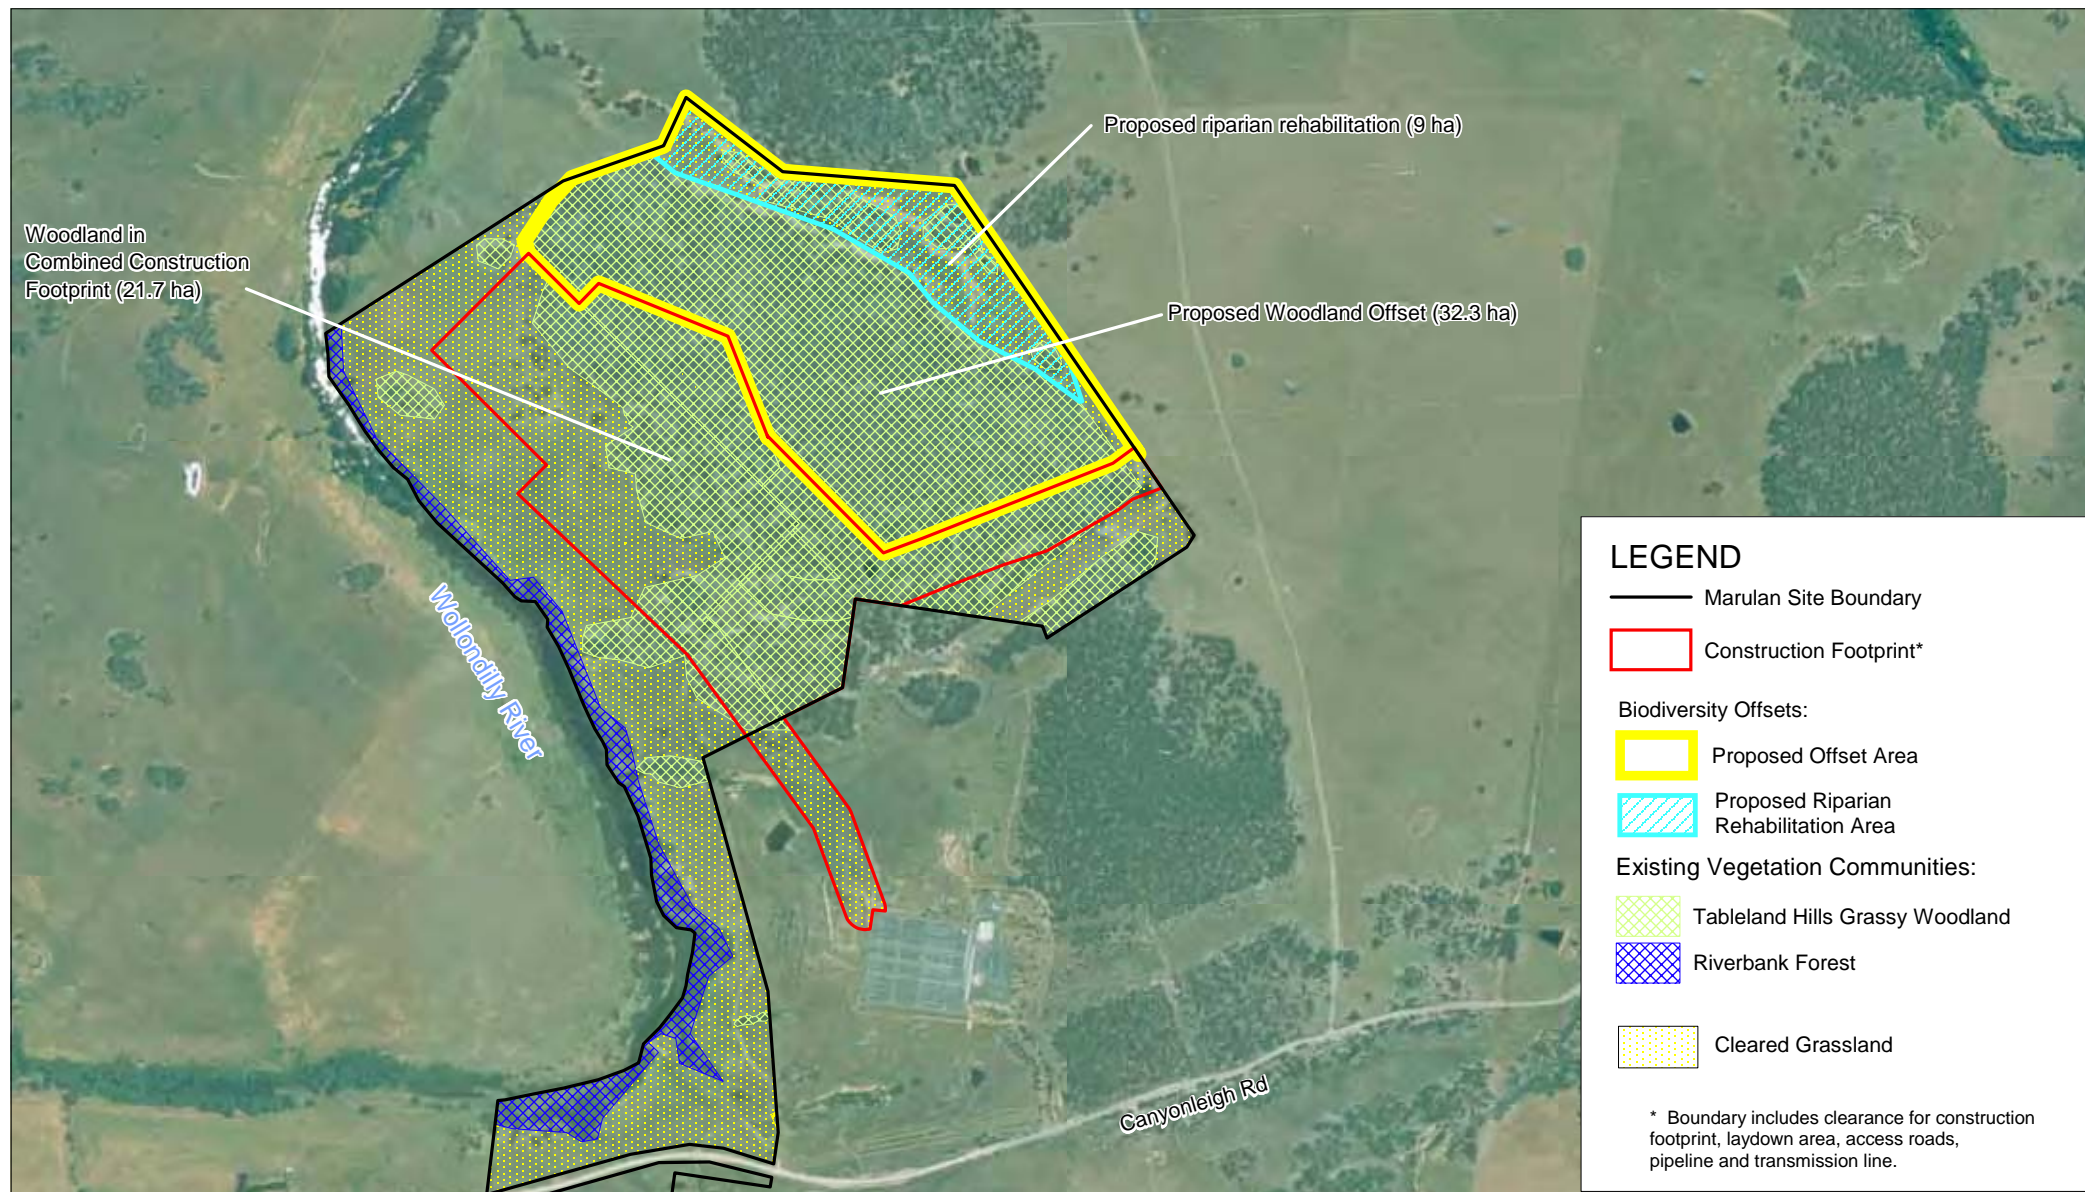 Proposed riparian rehabilitation (9 ha)
Woodland in
Combined Construction
Footprint (21.7 ha)
Proposed Woodland Offset (32.3 ha)
Wollondilly River
Canyonleigh Rd
LEGEND
Marulan Site Boundary
Construction Footprint*
Biodiversity Offsets:
Proposed Offset Area
Proposed Riparian
Rehabilitation Area
Existing Vegetation Communities:
Tableland Hills Grassy Woodland
Riverbank Forest
Cleared Grassland
* Boundary includes clearance for construction
footprint, laydown area, access roads,
pipeline and transmission line.